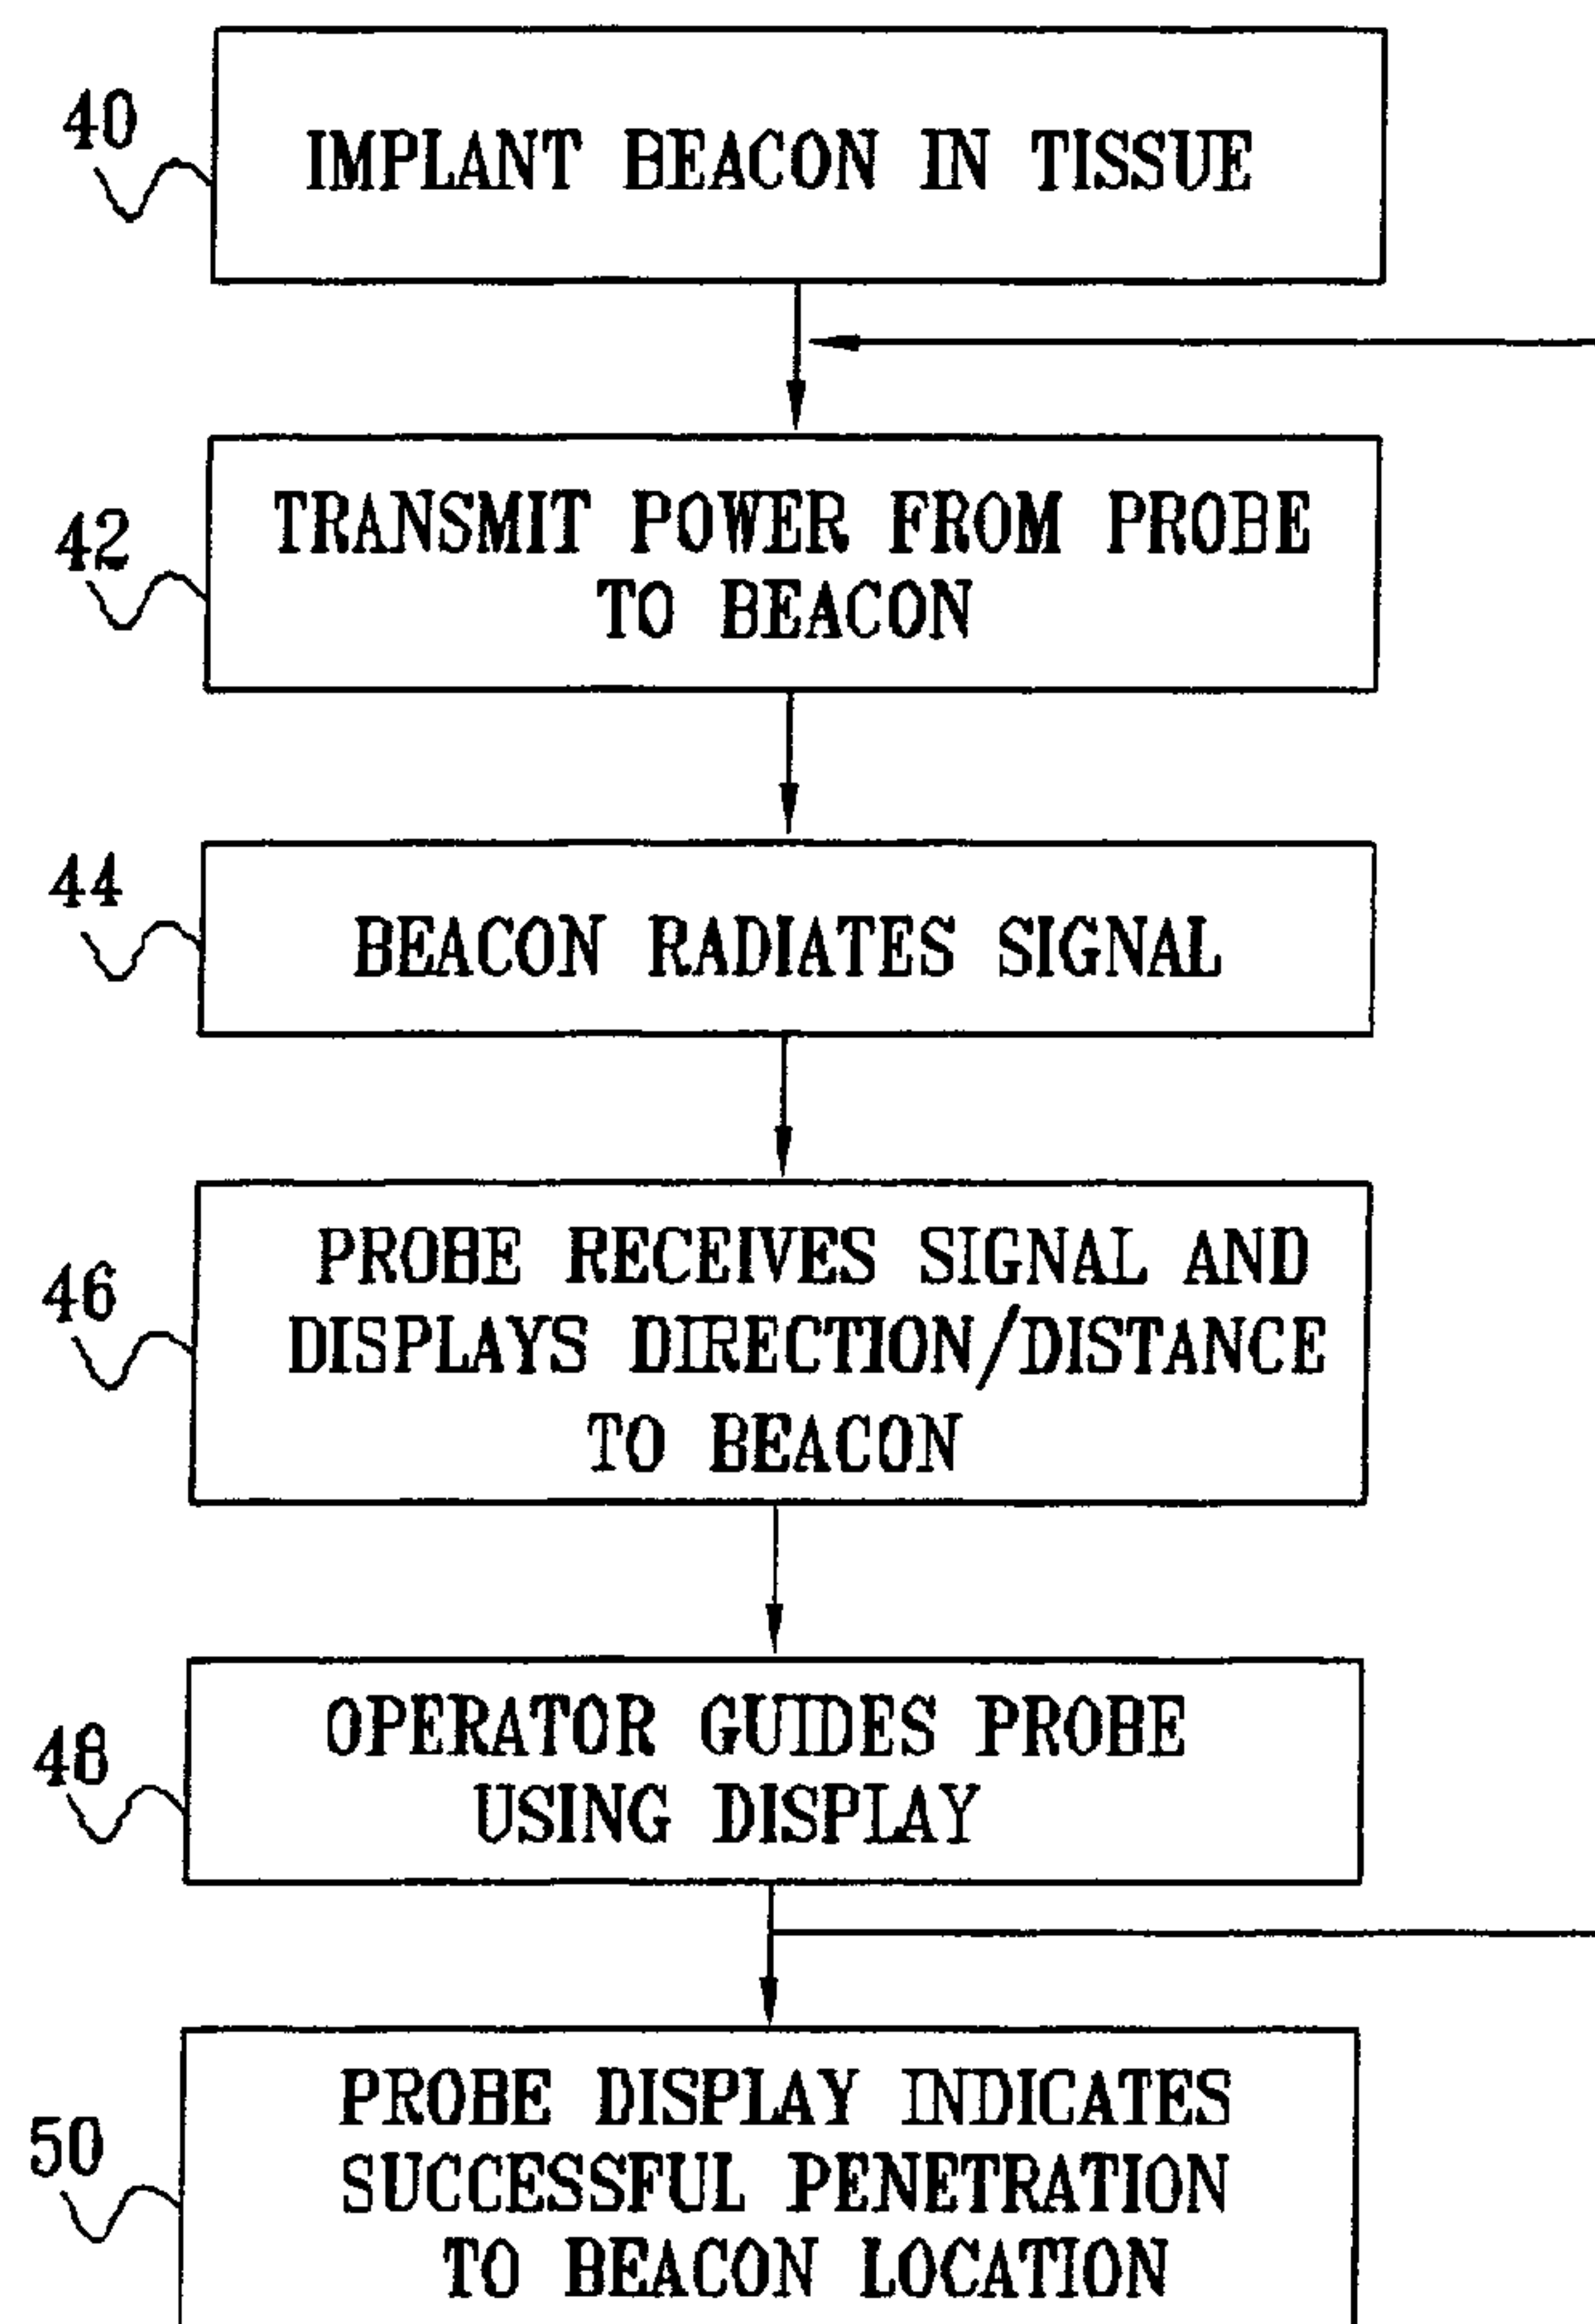 40
IMPLANT BEACON IN TISSUE
42
TRANSMIT POWER FROM PROBE
TO BEACON
44
BEACON RADIATES SIGNAL
46
PROBE RECEIVES SIGNAL AND
DISPLAYS DIRECTION/DISTANCE
TO BEACON
48
OPERATOR GUIDES PROBE
USING DISPLAY
50
PROBE DISPLAY INDICATES
SUCCESSFUL PENETRATION
TO BEACON LOCATION